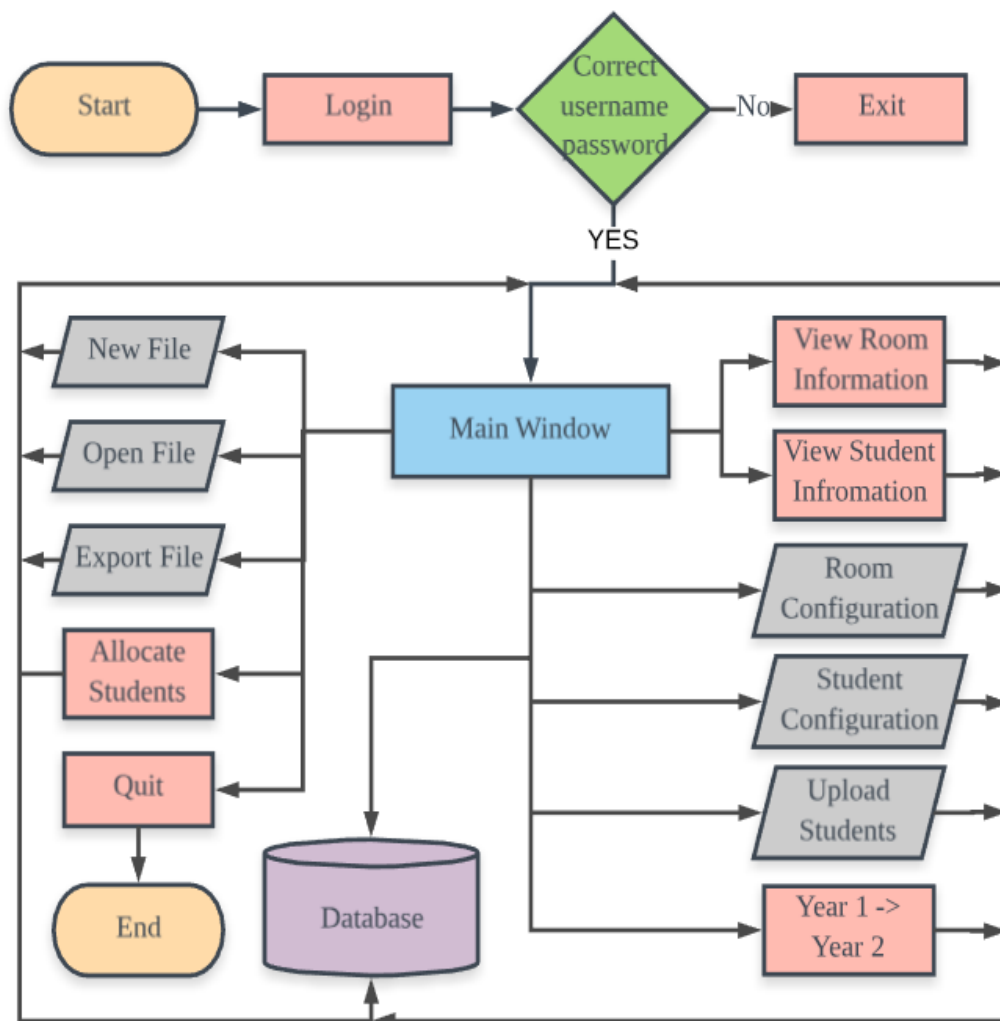 Start
Login
Correct
username
password
No
Exit
YES
New File
Open File
Export File
Allocate
Students
Quit
End
Main Window
Database
View Room
Information
View Student
Infromation
Room
Configuration
Student
Configuration
Upload
Students
Year 1 ->
Year 2